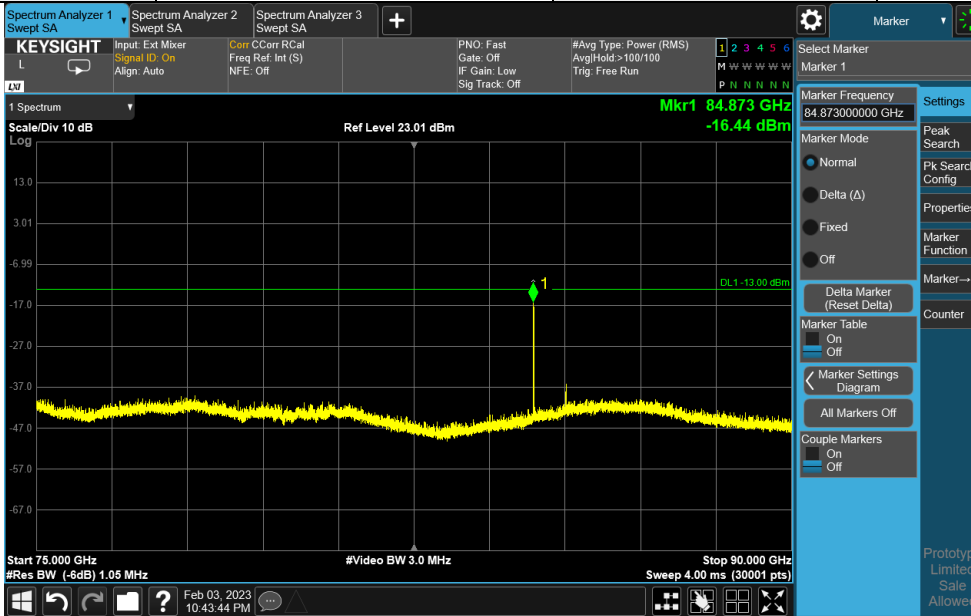 Spectrum Analyzer 1
Swept SA
Spectrum Analyzer 2
Swept SA
Spectrum Analyzer 3
Swept SA
+
Marker
KEYSIGHT
L
LXI
Input: Ext Mixer
Signal ID: On
Align: Auto
Corr CCorr RCal
Freq Ref: Int (S)
NFE: Off
PNO: Fast
Gate: Off
IF Gain: Low
Sig Track: Off
#Avg Type: Power (RMS)
Avg|Hold:>100/100
Trig: Free Run
1 2 3 4 5 6
M W W W W W
P N N N N N
Select Marker
Marker 1
1 Spectrum
Scale/Div 10 dB
Log
Ref Level 23.01 dBm
Mkr1 84.873 GHz
-16.44 dBm
13.0
3.01
-6.99
-17.0
-27.0
-37.0
-47.0
-57.0
-67.0
1
DL1 -13.00 dBm
Start 75.000 GHz
#Res BW (-6dB) 1.05 MHz
#Video BW 3.0 MHz
Stop 90.000 GHz
Sweep 4.00 ms (30001 pts)
Marker Frequency
84.873000000 GHz
Marker Mode
Normal
Delta (Δ)
Fixed
Off
Delta Marker
(Reset Delta)
Marker Table
On
Off
Marker Settings
Diagram
All Markers Off
Couple Markers
On
Off
Settings
Peak
Search
Pk Search
Config
Properties
Marker
Function
Marker→
Counter
Prototyp
Limited
Sale
Allowed
?
Feb 03, 2023
10:43:44 PM